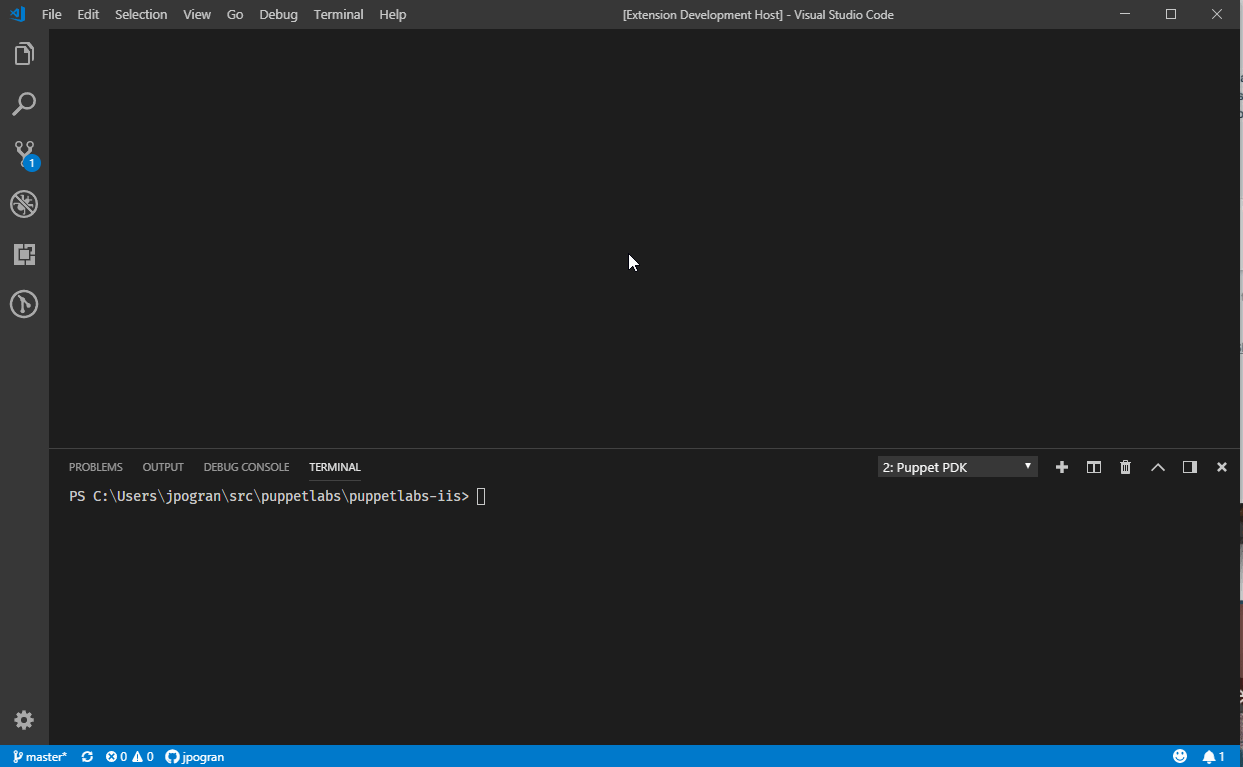 File Edit Selection View Go Debug Terminal Help [Extension Development Host] - Visual Studio Code
1
PROBLEMS OUTPUT DEBUG CONSOLE TERMINAL 2: Puppet PDK
PS C:\Users\jpogran\src\puppetlabs\puppetlabs-iis>
master* 0 0 jpogran 1